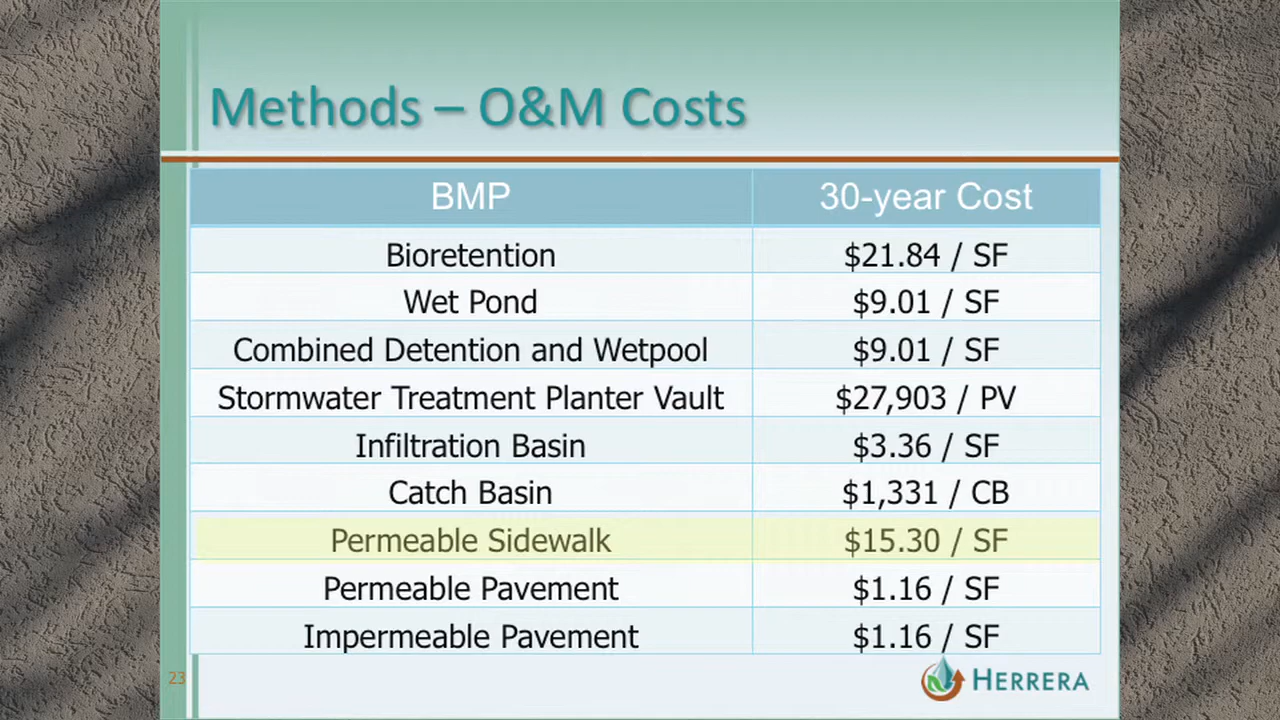 Methods – O&M Costs
BMP 30-year Cost
Bioretention $21.84 / SF
Wet Pond $9.01 / SF
Combined Detention and Wetpool $9.01 / SF
Stormwater Treatment Planter Vault $27,903 / PV
Infiltration Basin $3.36 / SF
Catch Basin $1,331 / CB
Permeable Sidewalk $15.30 / SF
Permeable Pavement $1.16 / SF
Impermeable Pavement $1.16 / SF
23 HERRERA